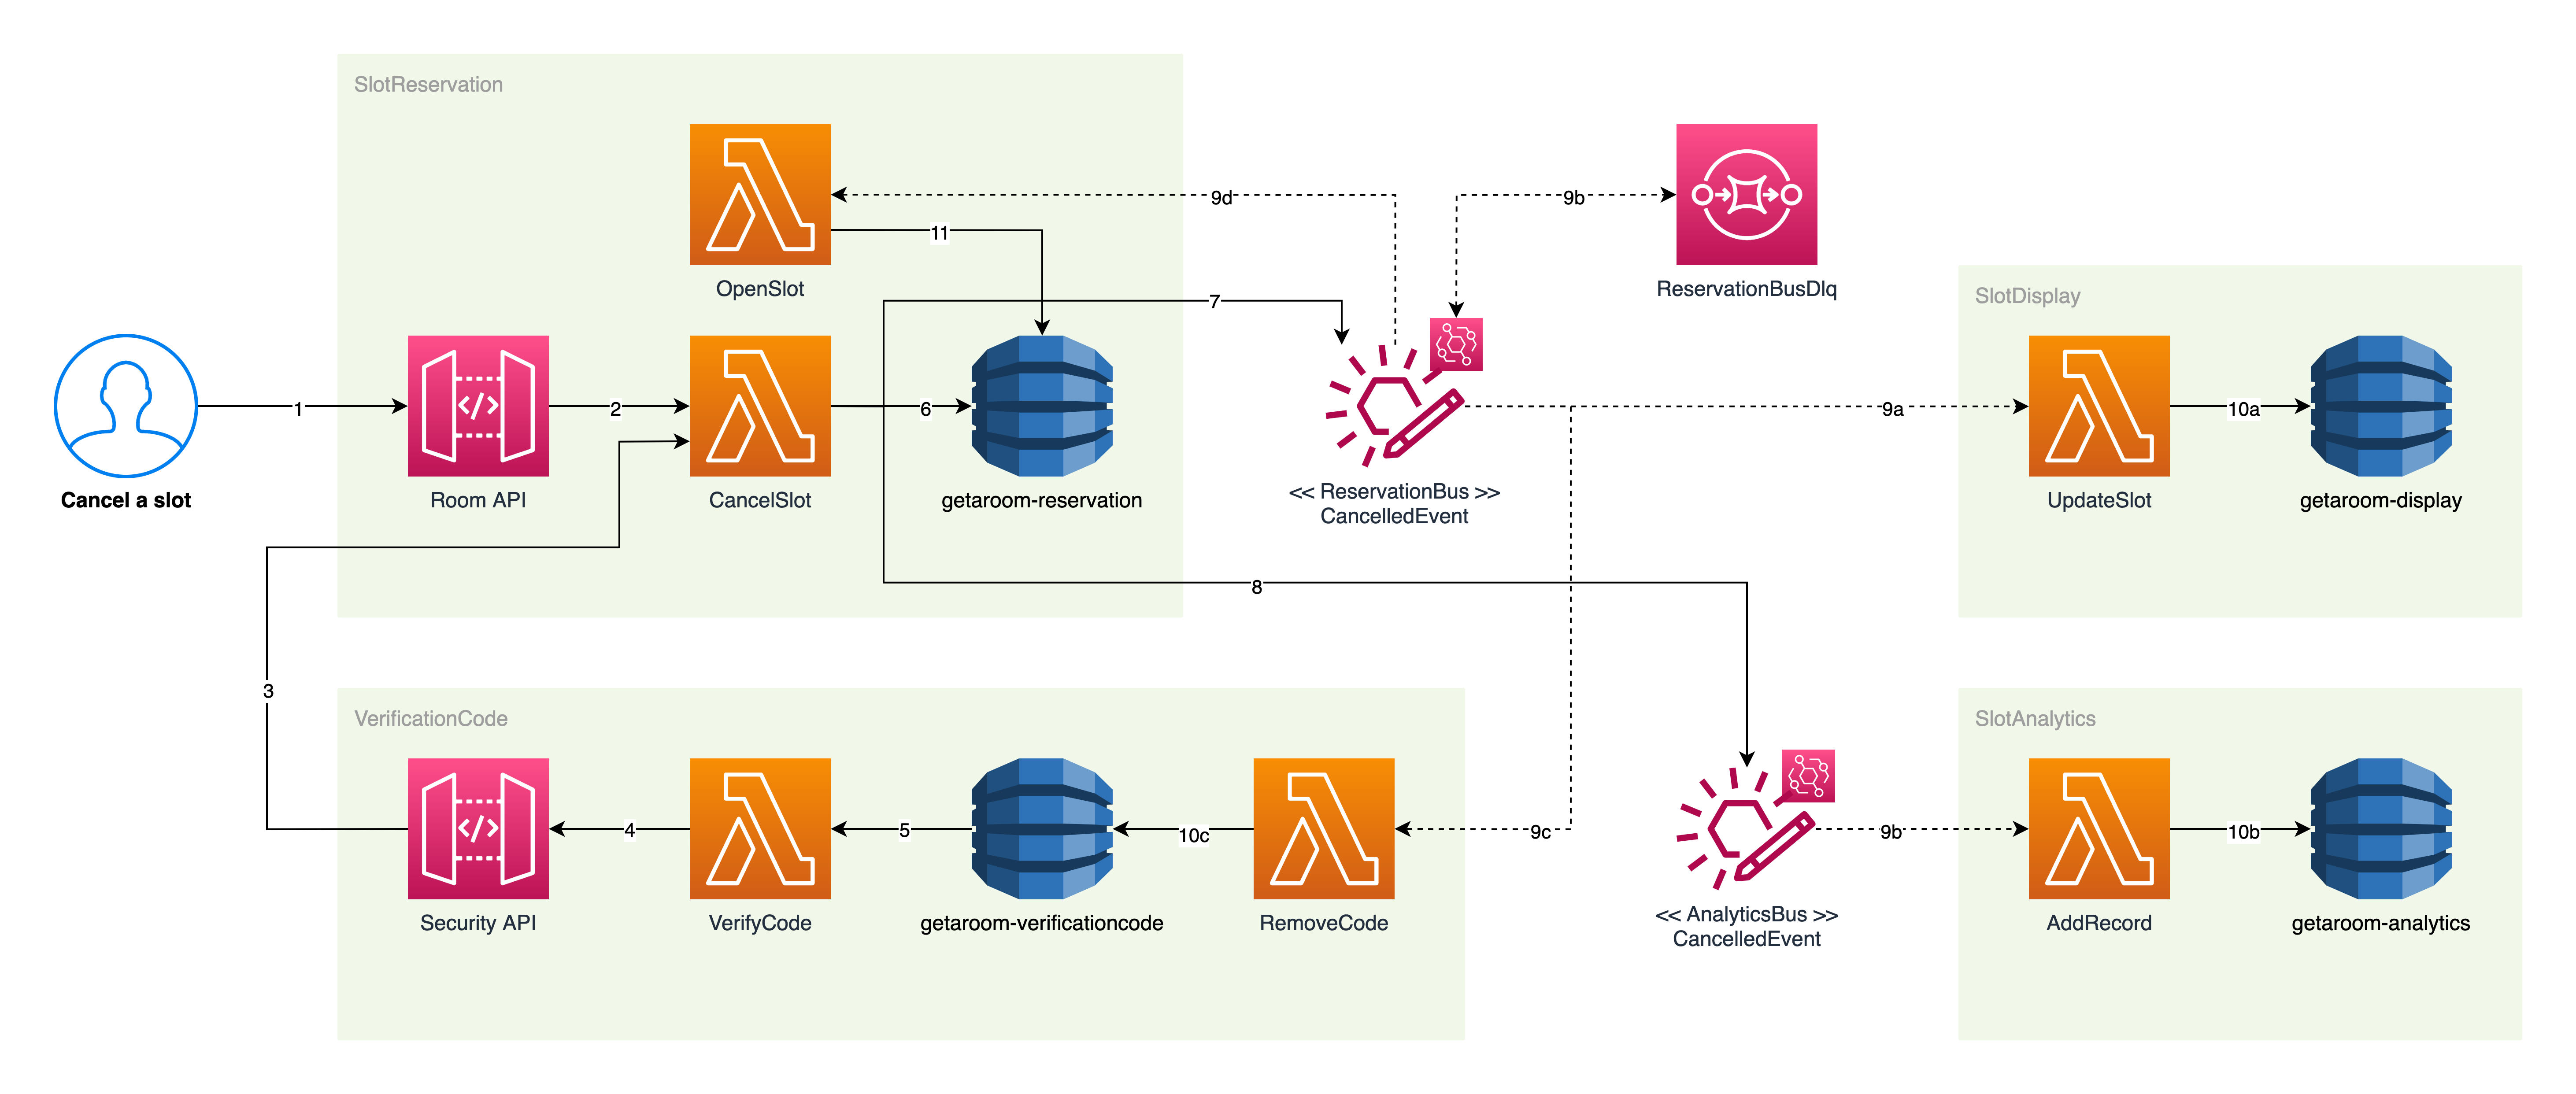 SlotReservation
OpenSlot
9d
9b
11
ReservationBusDlq
7
SlotDisplay
1
2
6
9a
10a
Cancel a slot
Room API
CancelSlot
getaroom-reservation
<< ReservationBus >>
CancelledEvent
UpdateSlot
getaroom-display
8
3
VerificationCode
SlotAnalytics
4
5
10c
9c
9b
10b
Security API
VerifyCode
getaroom-verificationcode
RemoveCode
<< AnalyticsBus >>
CancelledEvent
AddRecord
getaroom-analytics